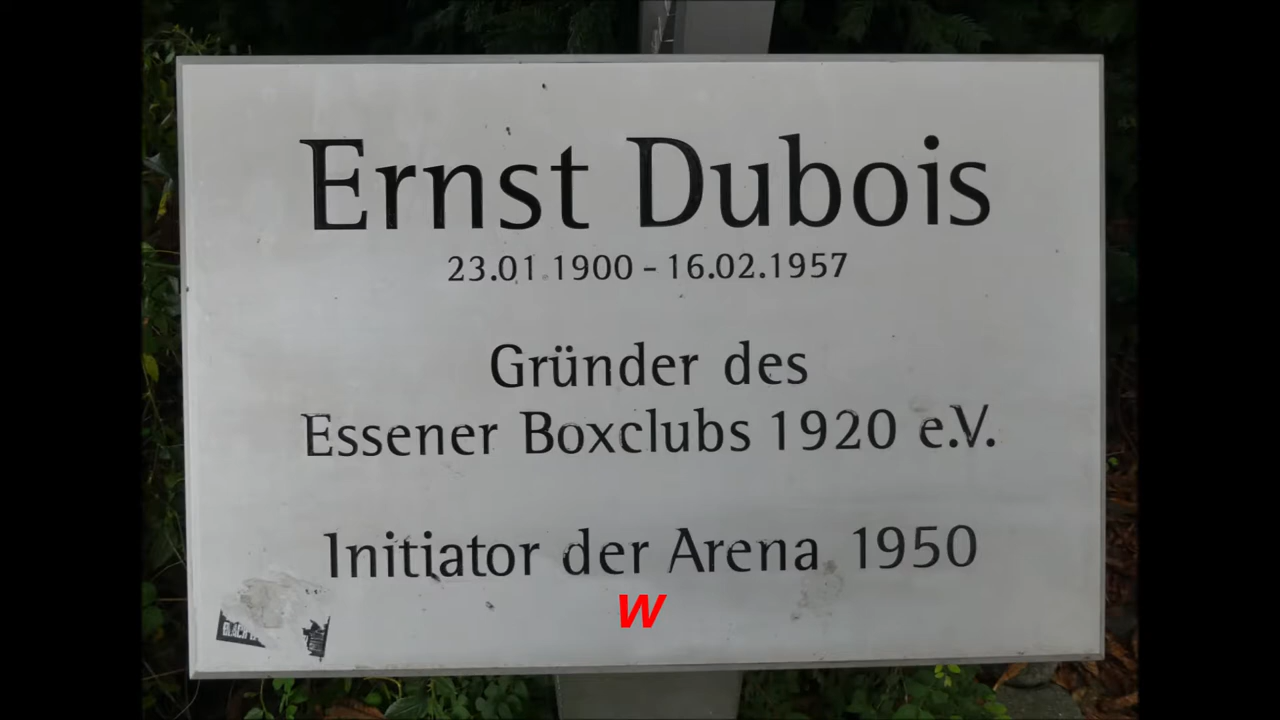 Ernst Dubois
23.01.1900 - 16.02.1957
Gründer des
Essener Boxclubs 1920 e.V.
Initiator der Arena 1950
W